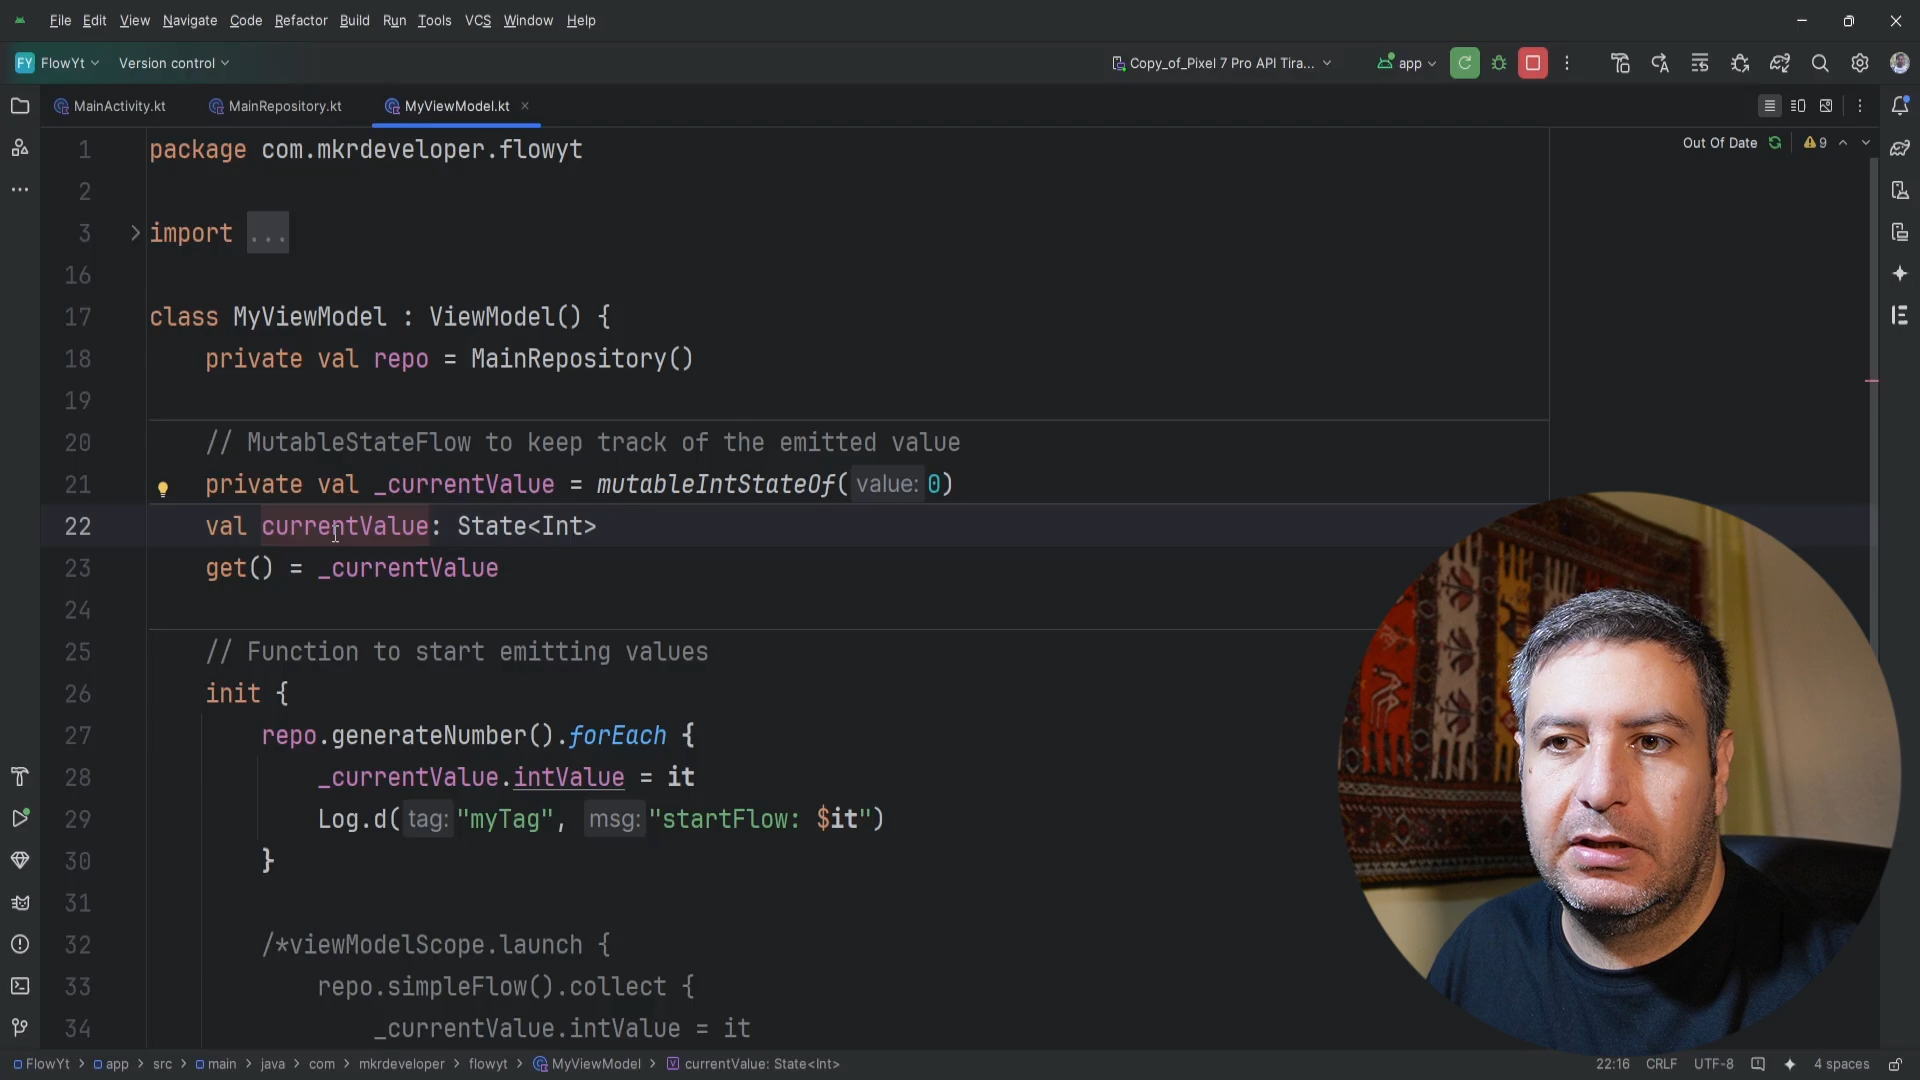 File Edit View Navigate Code Refactor Build Run Tools VCS Window Help
FY FlowYt Version control Copy_of_Pixel 7 Pro API Tira... app
MainActivity.kt MainRepository.kt MyViewModel.kt
Out Of Date 9
1 package com.mkrdeveloper.flowyt
2
3 import ...
16
17 class MyViewModel : ViewModel() {
18 private val repo = MainRepository()
19
20 // MutableStateFlow to keep track of the emitted value
21 private val _currentValue = mutableIntStateOf( value: 0)
22 val currentValue: State<Int>
23 get() = _currentValue
24
25 // Function to start emitting values
26 init {
27 repo.generateNumber().forEach {
28 _currentValue.intValue = it
29 Log.d( tag: "myTag", msg: "startFlow: $it")
30 }
31
32 /*viewModelScope.launch {
33 repo.simpleFlow().collect {
34 _currentValue.intValue = it
FlowYt > app > src > main > java > com > mkrdeveloper > flowyt > MyViewModel > currentValue: State<Int> 22:16 CRLF UTF-8 4 spaces